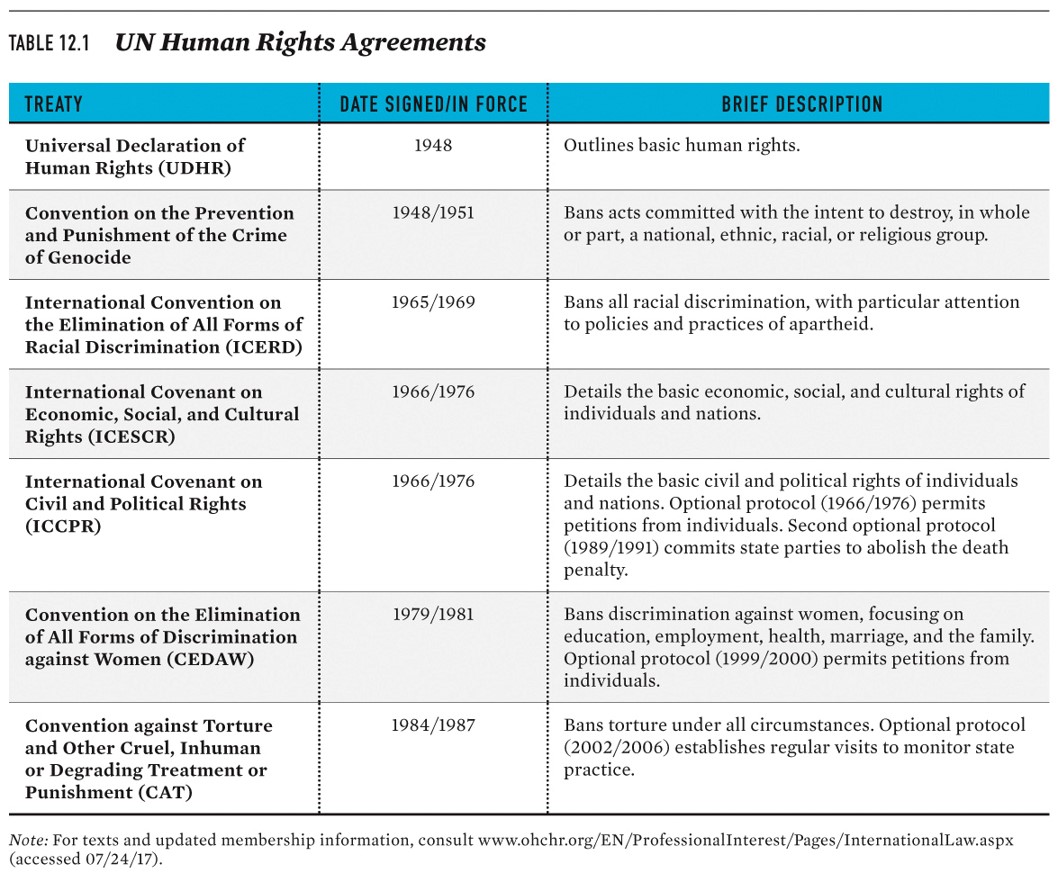 TABLE 12.1 UN Human Rights Agreements
TREATY DATE SIGNED/IN FORCE BRIEF DESCRIPTION
Universal Declaration of
Human Rights (UDHR)
1948
Outlines basic human rights.
Convention on the Prevention
and Punishment of the Crime
of Genocide
1948/1951
Bans acts committed with the intent to destroy, in whole
or part, a national, ethnic, racial, or religious group.
International Convention on
the Elimination of All Forms of
Racial Discrimination (ICERD)
1965/1969
Bans all racial discrimination, with particular attention
to policies and practices of apartheid.
International Covenant on
Economic, Social, and Cultural
Rights (ICESCR)
1966/1976
Details the basic economic, social, and cultural rights of
individuals and nations.
International Covenant on
Civil and Political Rights
(ICCPR)
1966/1976
Details the basic civil and political rights of individuals
and nations. Optional protocol (1966/1976) permits
petitions from individuals. Second optional protocol
(1989/1991) commits state parties to abolish the death
penalty.
Convention on the Elimination
of All Forms of Discrimination
against Women (CEDAW)
1979/1981
Bans discrimination against women, focusing on
education, employment, health, marriage, and the family.
Optional protocol (1999/2000) permits petitions from
individuals.
Convention against Torture
and Other Cruel, Inhuman
or Degrading Treatment or
Punishment (CAT)
1984/1987
Bans torture under all circumstances. Optional protocol
(2002/2006) establishes regular visits to monitor state
practice.
Note: For texts and updated membership information, consult www.ohchr.org/EN/ProfessionalInterest/Pages/InternationalLaw.aspx
(accessed 07/24/17).